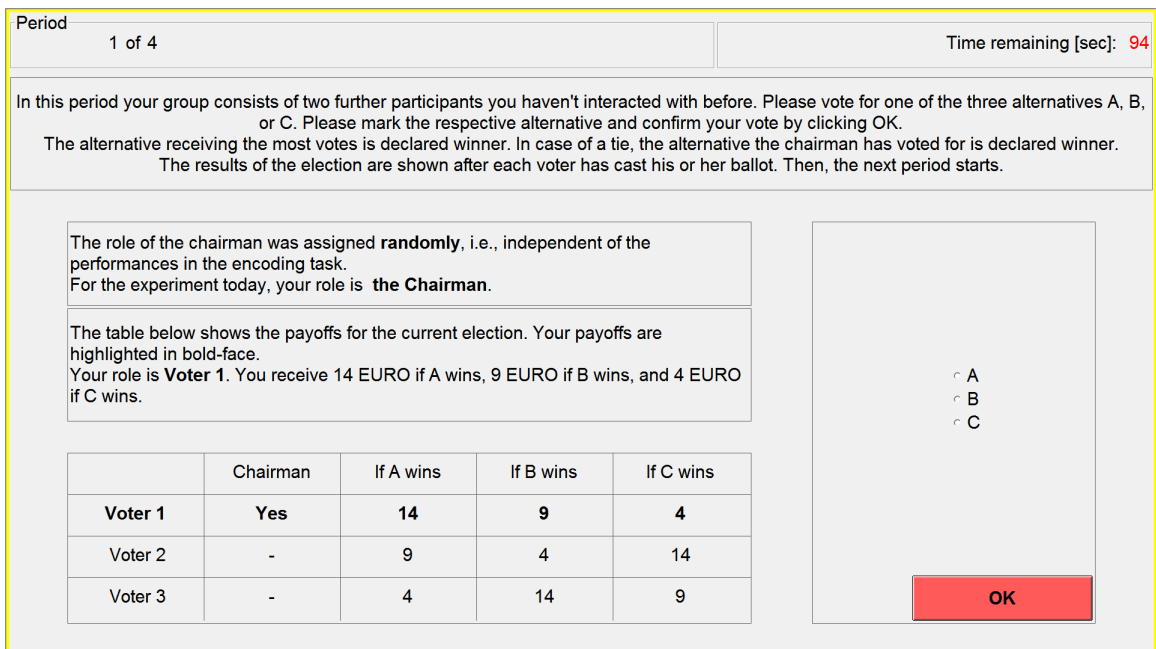 Period
1 of 4
Time remaining [sec]: 94
In this period your group consists of two further participants you haven't interacted with before. Please vote for one of the three alternatives A, B,
or C. Please mark the respective alternative and confirm your vote by clicking OK.
The alternative receiving the most votes is declared winner. In case of a tie, the alternative the chairman has voted for is declared winner.
The results of the election are shown after each voter has cast his or her ballot. Then, the next period starts.
The role of the chairman was assigned randomly, i.e., independent of the
performances in the encoding task.
For the experiment today, your role is the Chairman.
The table below shows the payoffs for the current election. Your payoffs are
highlighted in bold-face.
Your role is Voter 1. You receive 14 EURO if A wins, 9 EURO if B wins, and 4 EURO
if C wins.
A
B
C
Chairman If A wins If B wins If C wins
Voter 1 Yes 14 9 4
Voter 2 - 9 4 14
Voter 3 - 4 14 9
OK